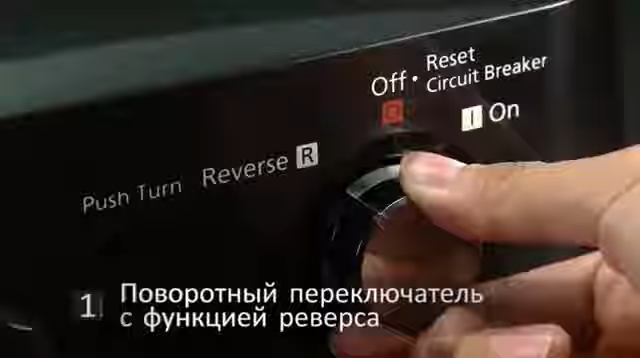 Reset
Off • Circuit Breaker
O
I On
Push Turn Reverse R
1 Поворотный переключатель
с функцией реверса